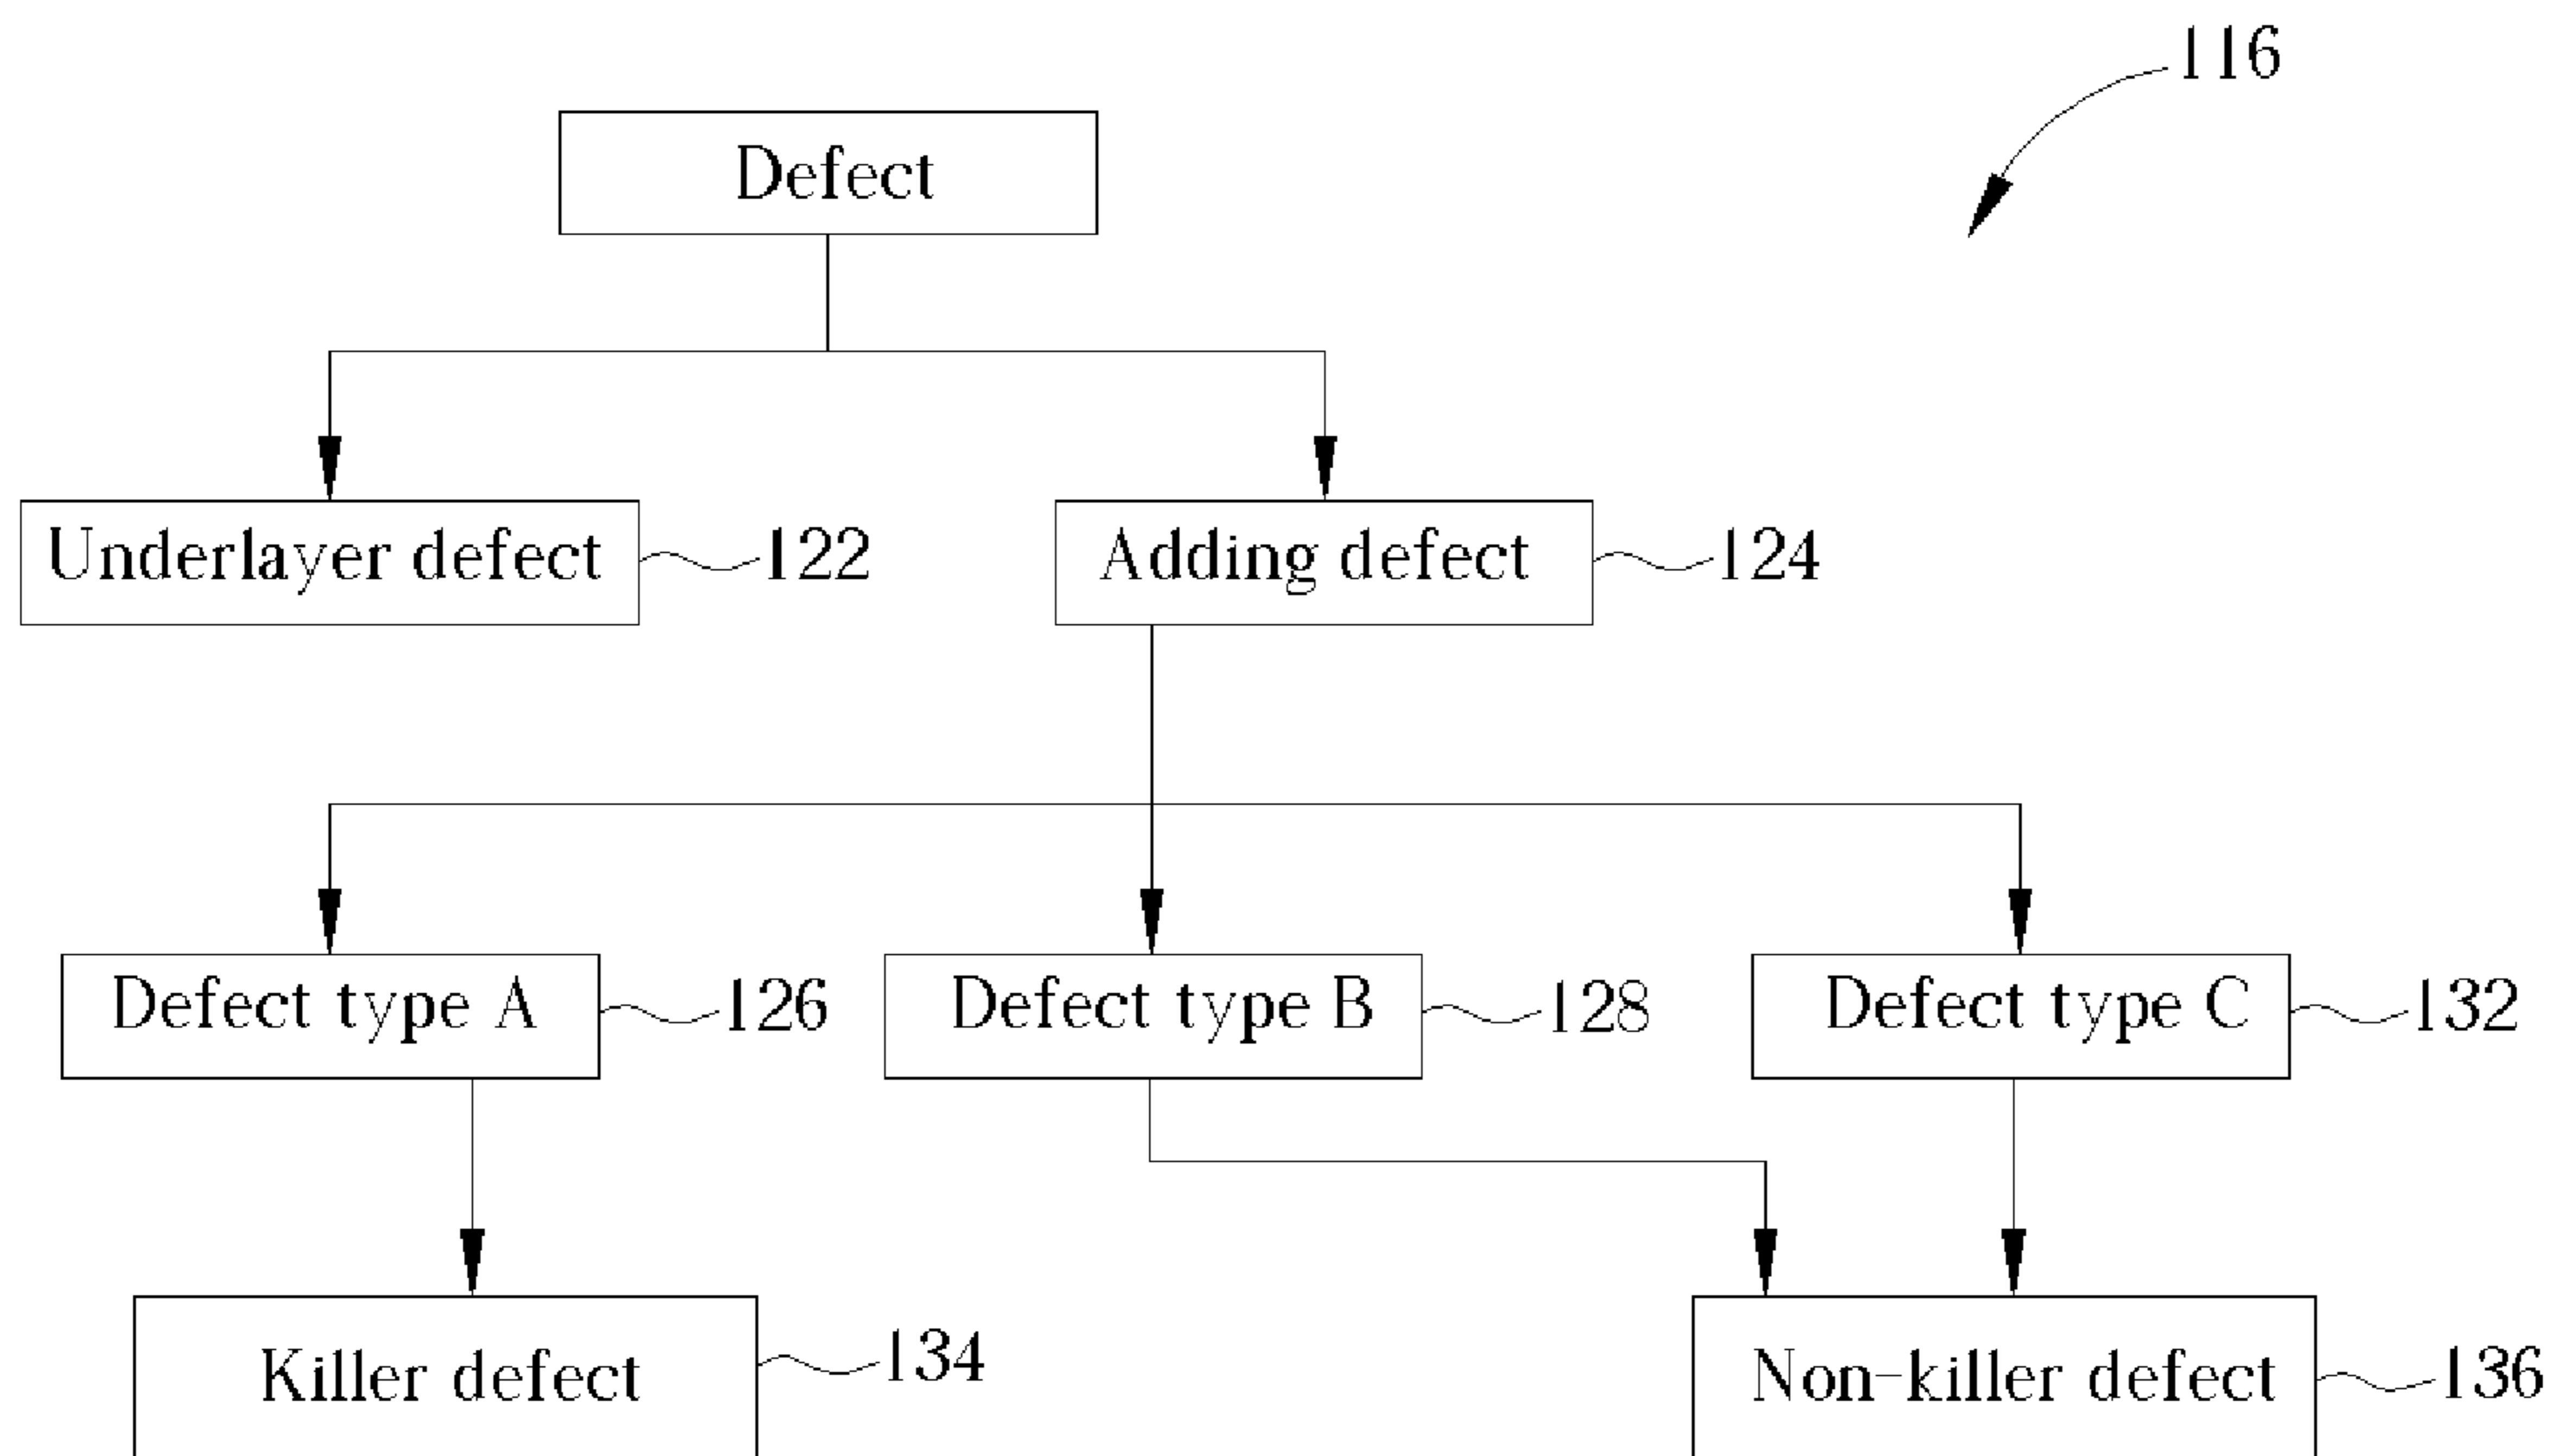 116
Defect
Underlayer defect 122
Adding defect 124
Defect type A 126
Defect type B 128
Defect type C 132
Killer defect 134
Non-killer defect 136